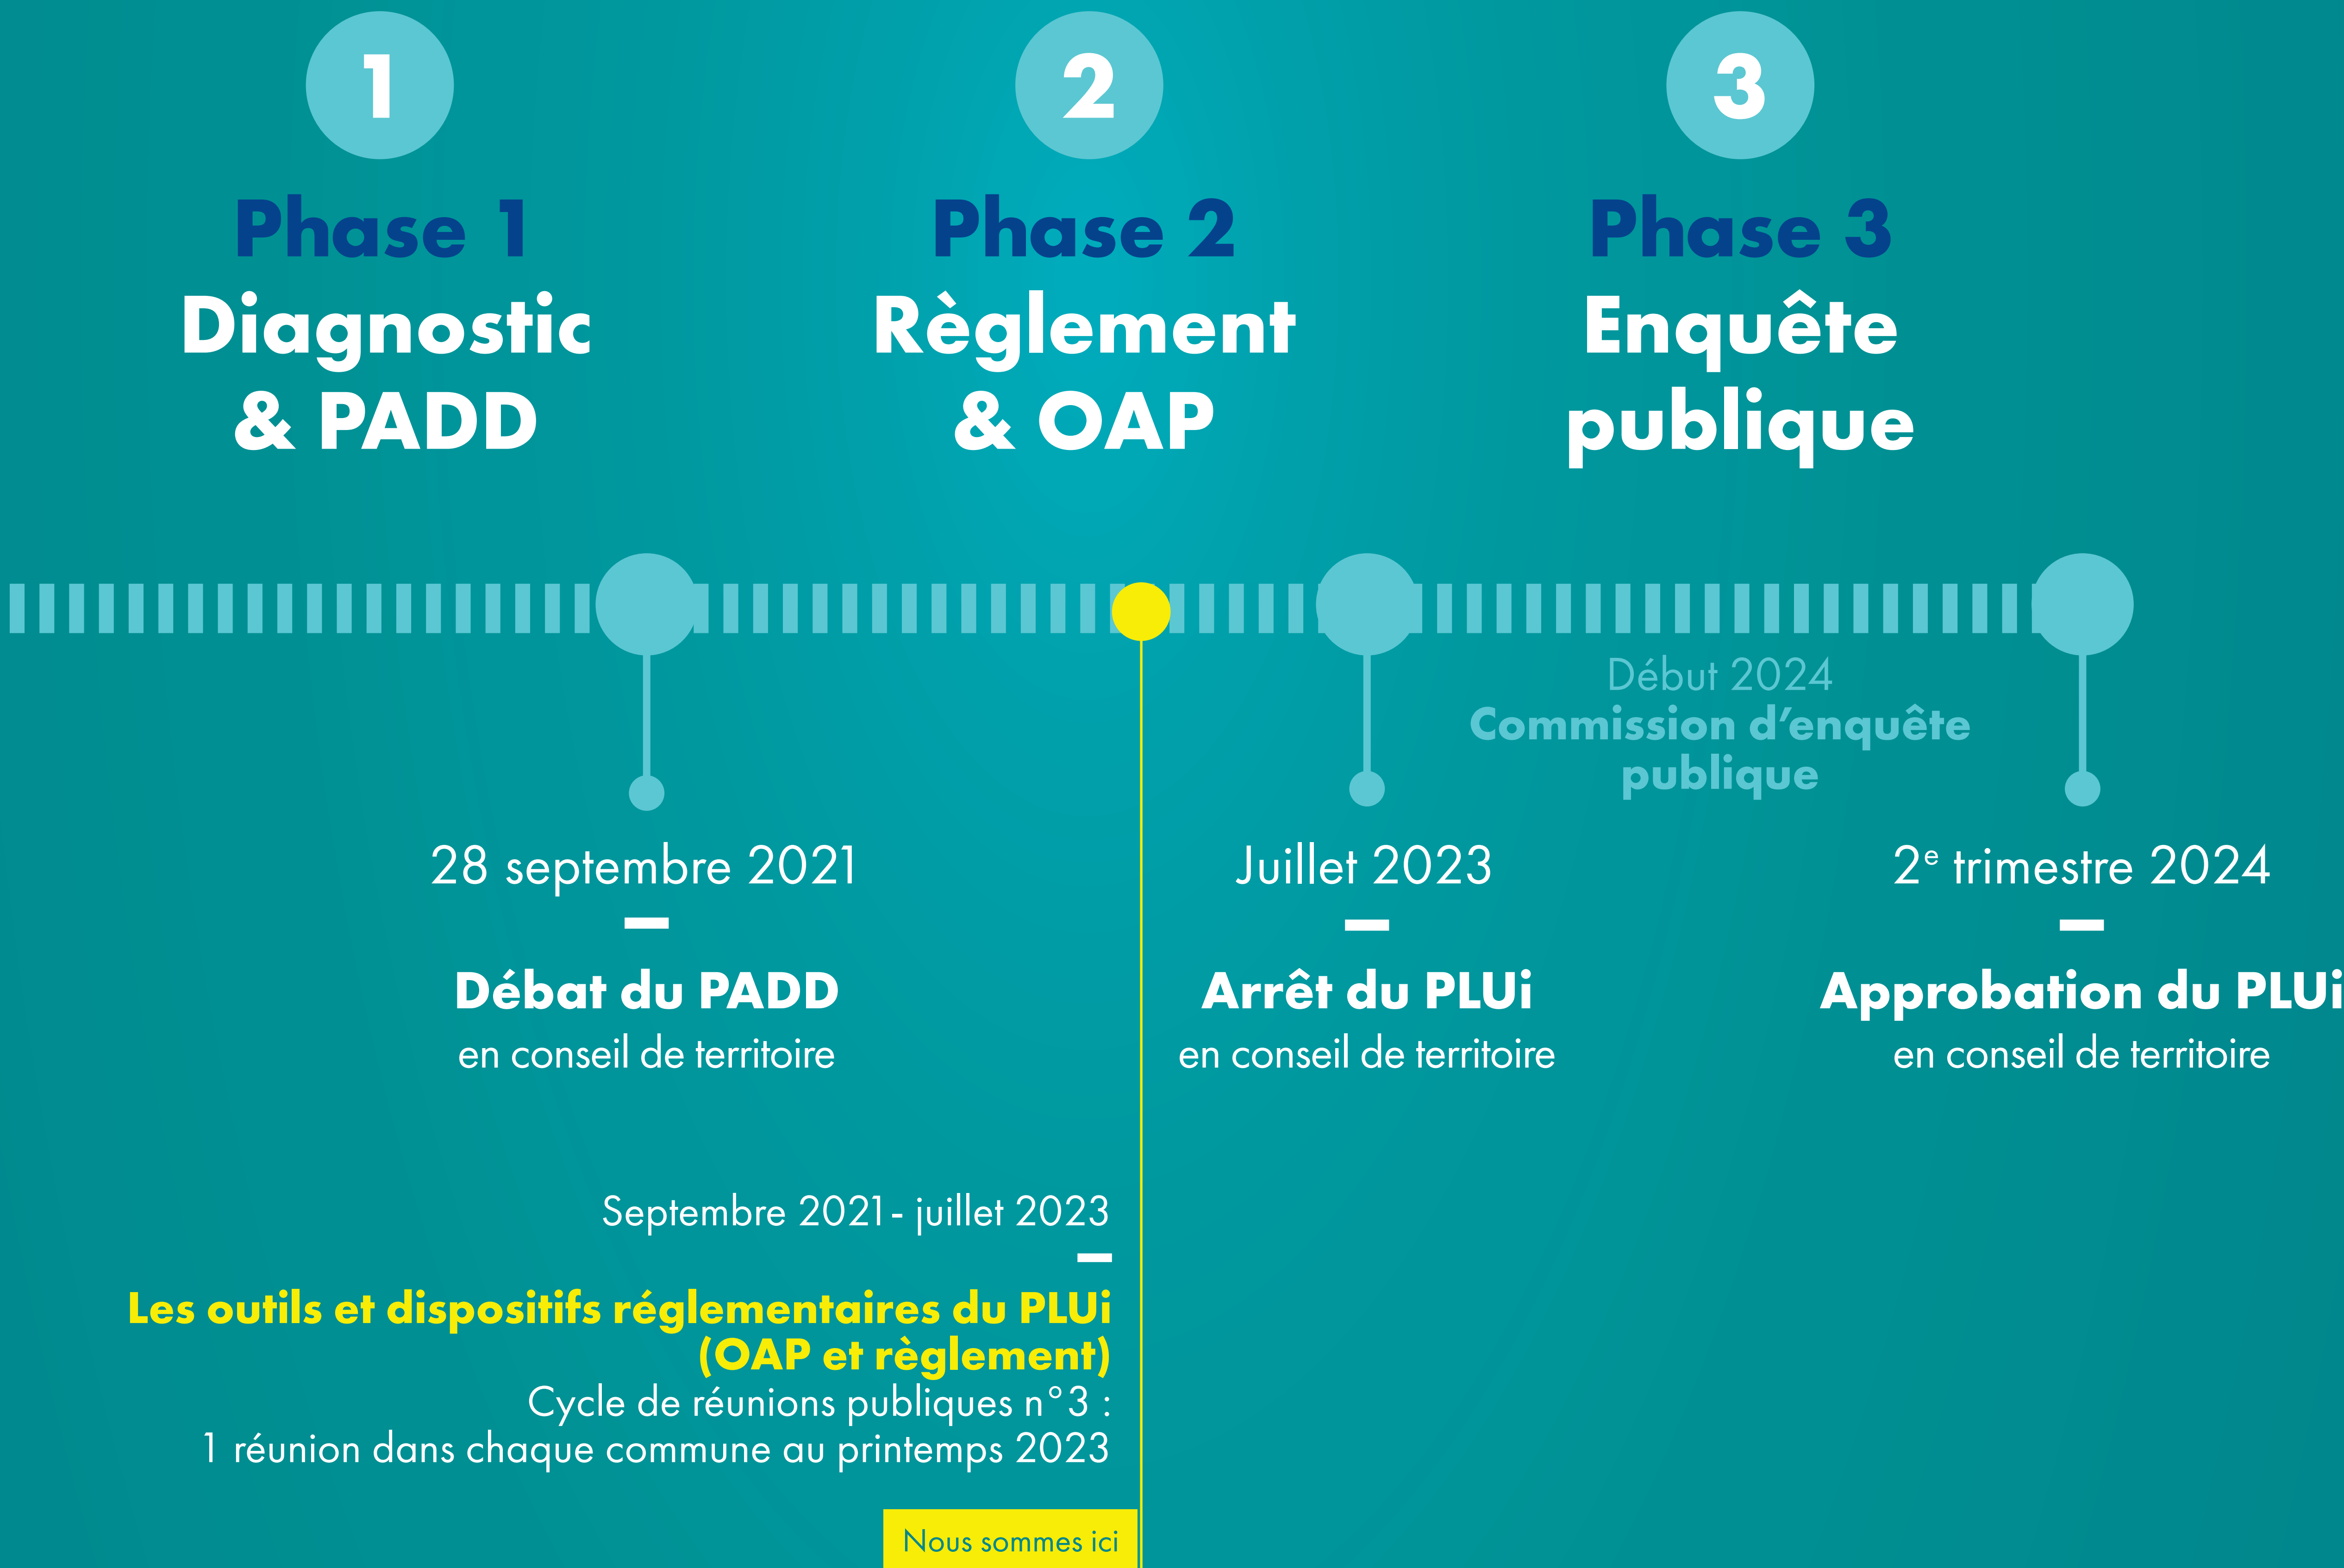 1
Phase 1
Diagnostic
& PADD
2
Phase 2
Règlement
& OAP
3
Phase 3
Enquête
publique
Début 2024
Commission d’enquête
publique
28 septembre 2021
Débat du PADD
en conseil de territoire
Juillet 2023
Arrêt du PLUi
en conseil de territoire
2e trimestre 2024
Approbation du PLUi
en conseil de territoire
Septembre 2021- juillet 2023
Les outils et dispositifs réglementaires du PLUi
(OAP et règlement)
Cycle de réunions publiques n°3 :
1 réunion dans chaque commune au printemps 2023
Nous sommes ici